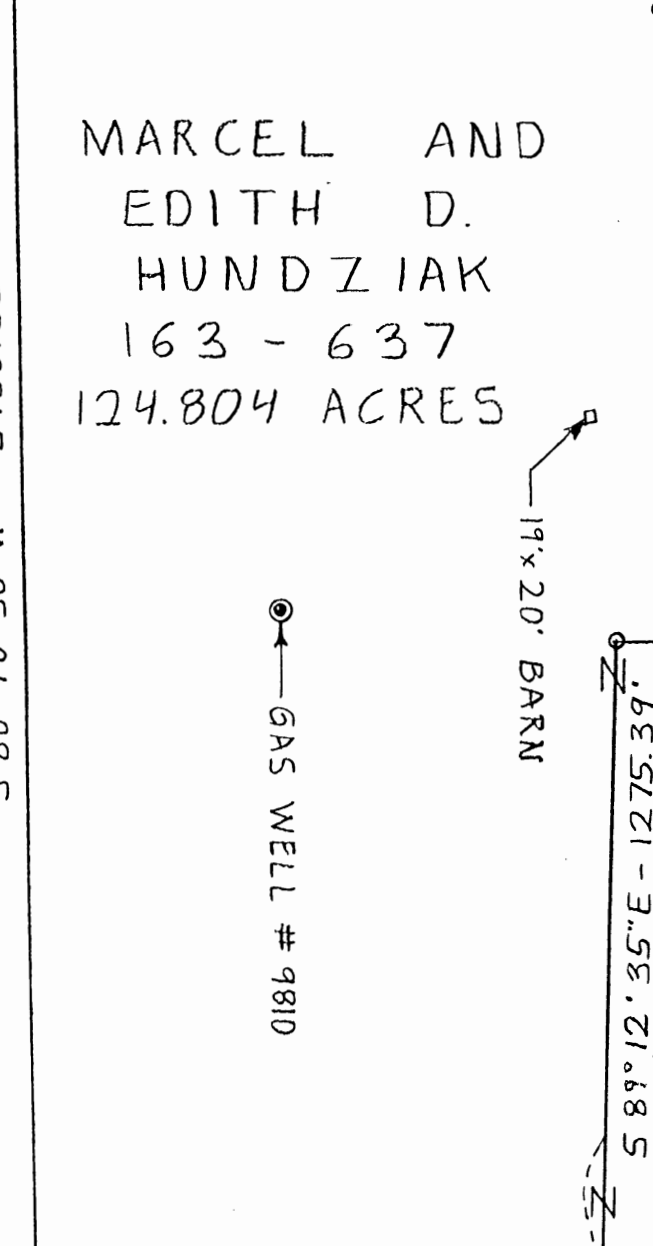 MARCEL AND
EDITH D.
HUNDZIAK
163 - 637
124.804 ACRES
19'x 20' BARN
GAS WELL # 9810
S 89° 12' 35"E - 1275.39'